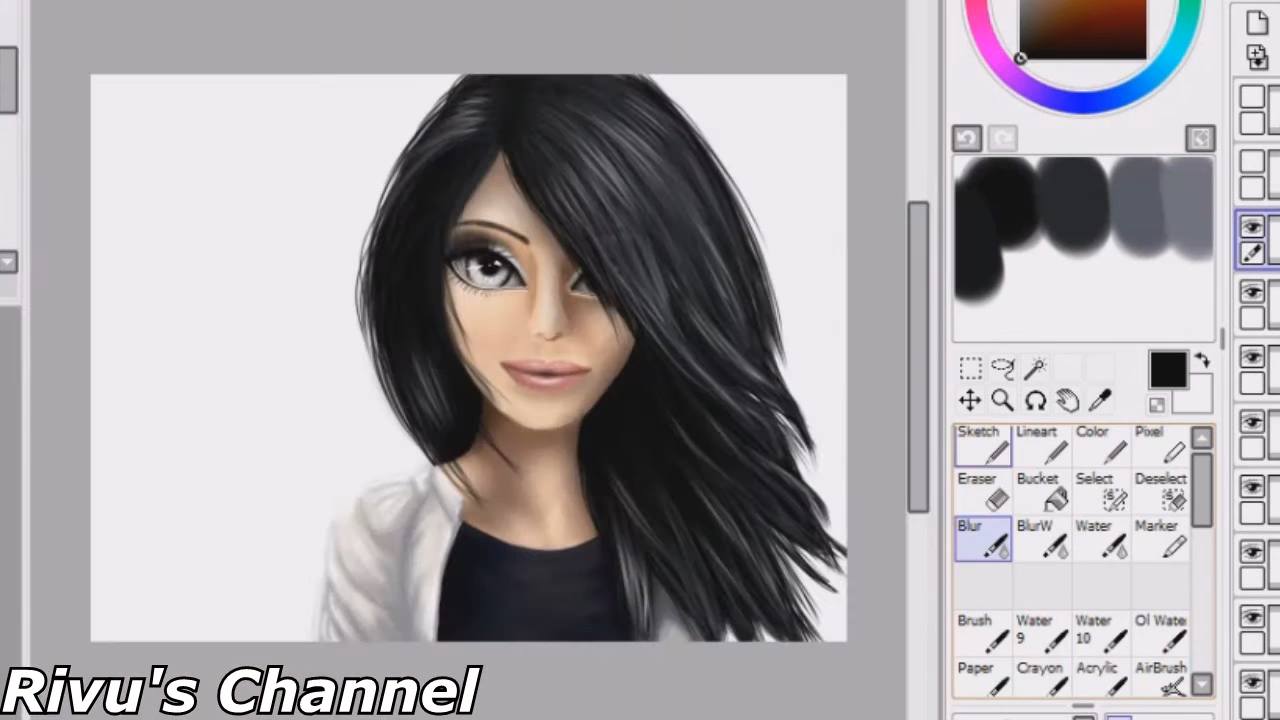 Sketch Lineart Color Pixel
Eraser Bucket Select Deselect
Blur BlurW Water Marker
Brush Water 9 Water 10 Ol Wate
Paper Crayon Acrylic AirBrush
Rivu's Channel